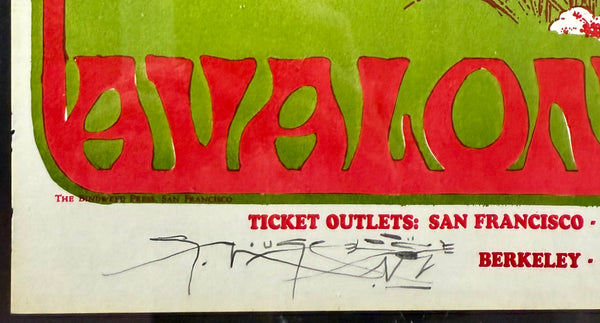 AVALON
THE BINDWEED PRESS, SAN FRANCISCO
TICKET OUTLETS: SAN FRANCISCO ·
BERKELEY ·